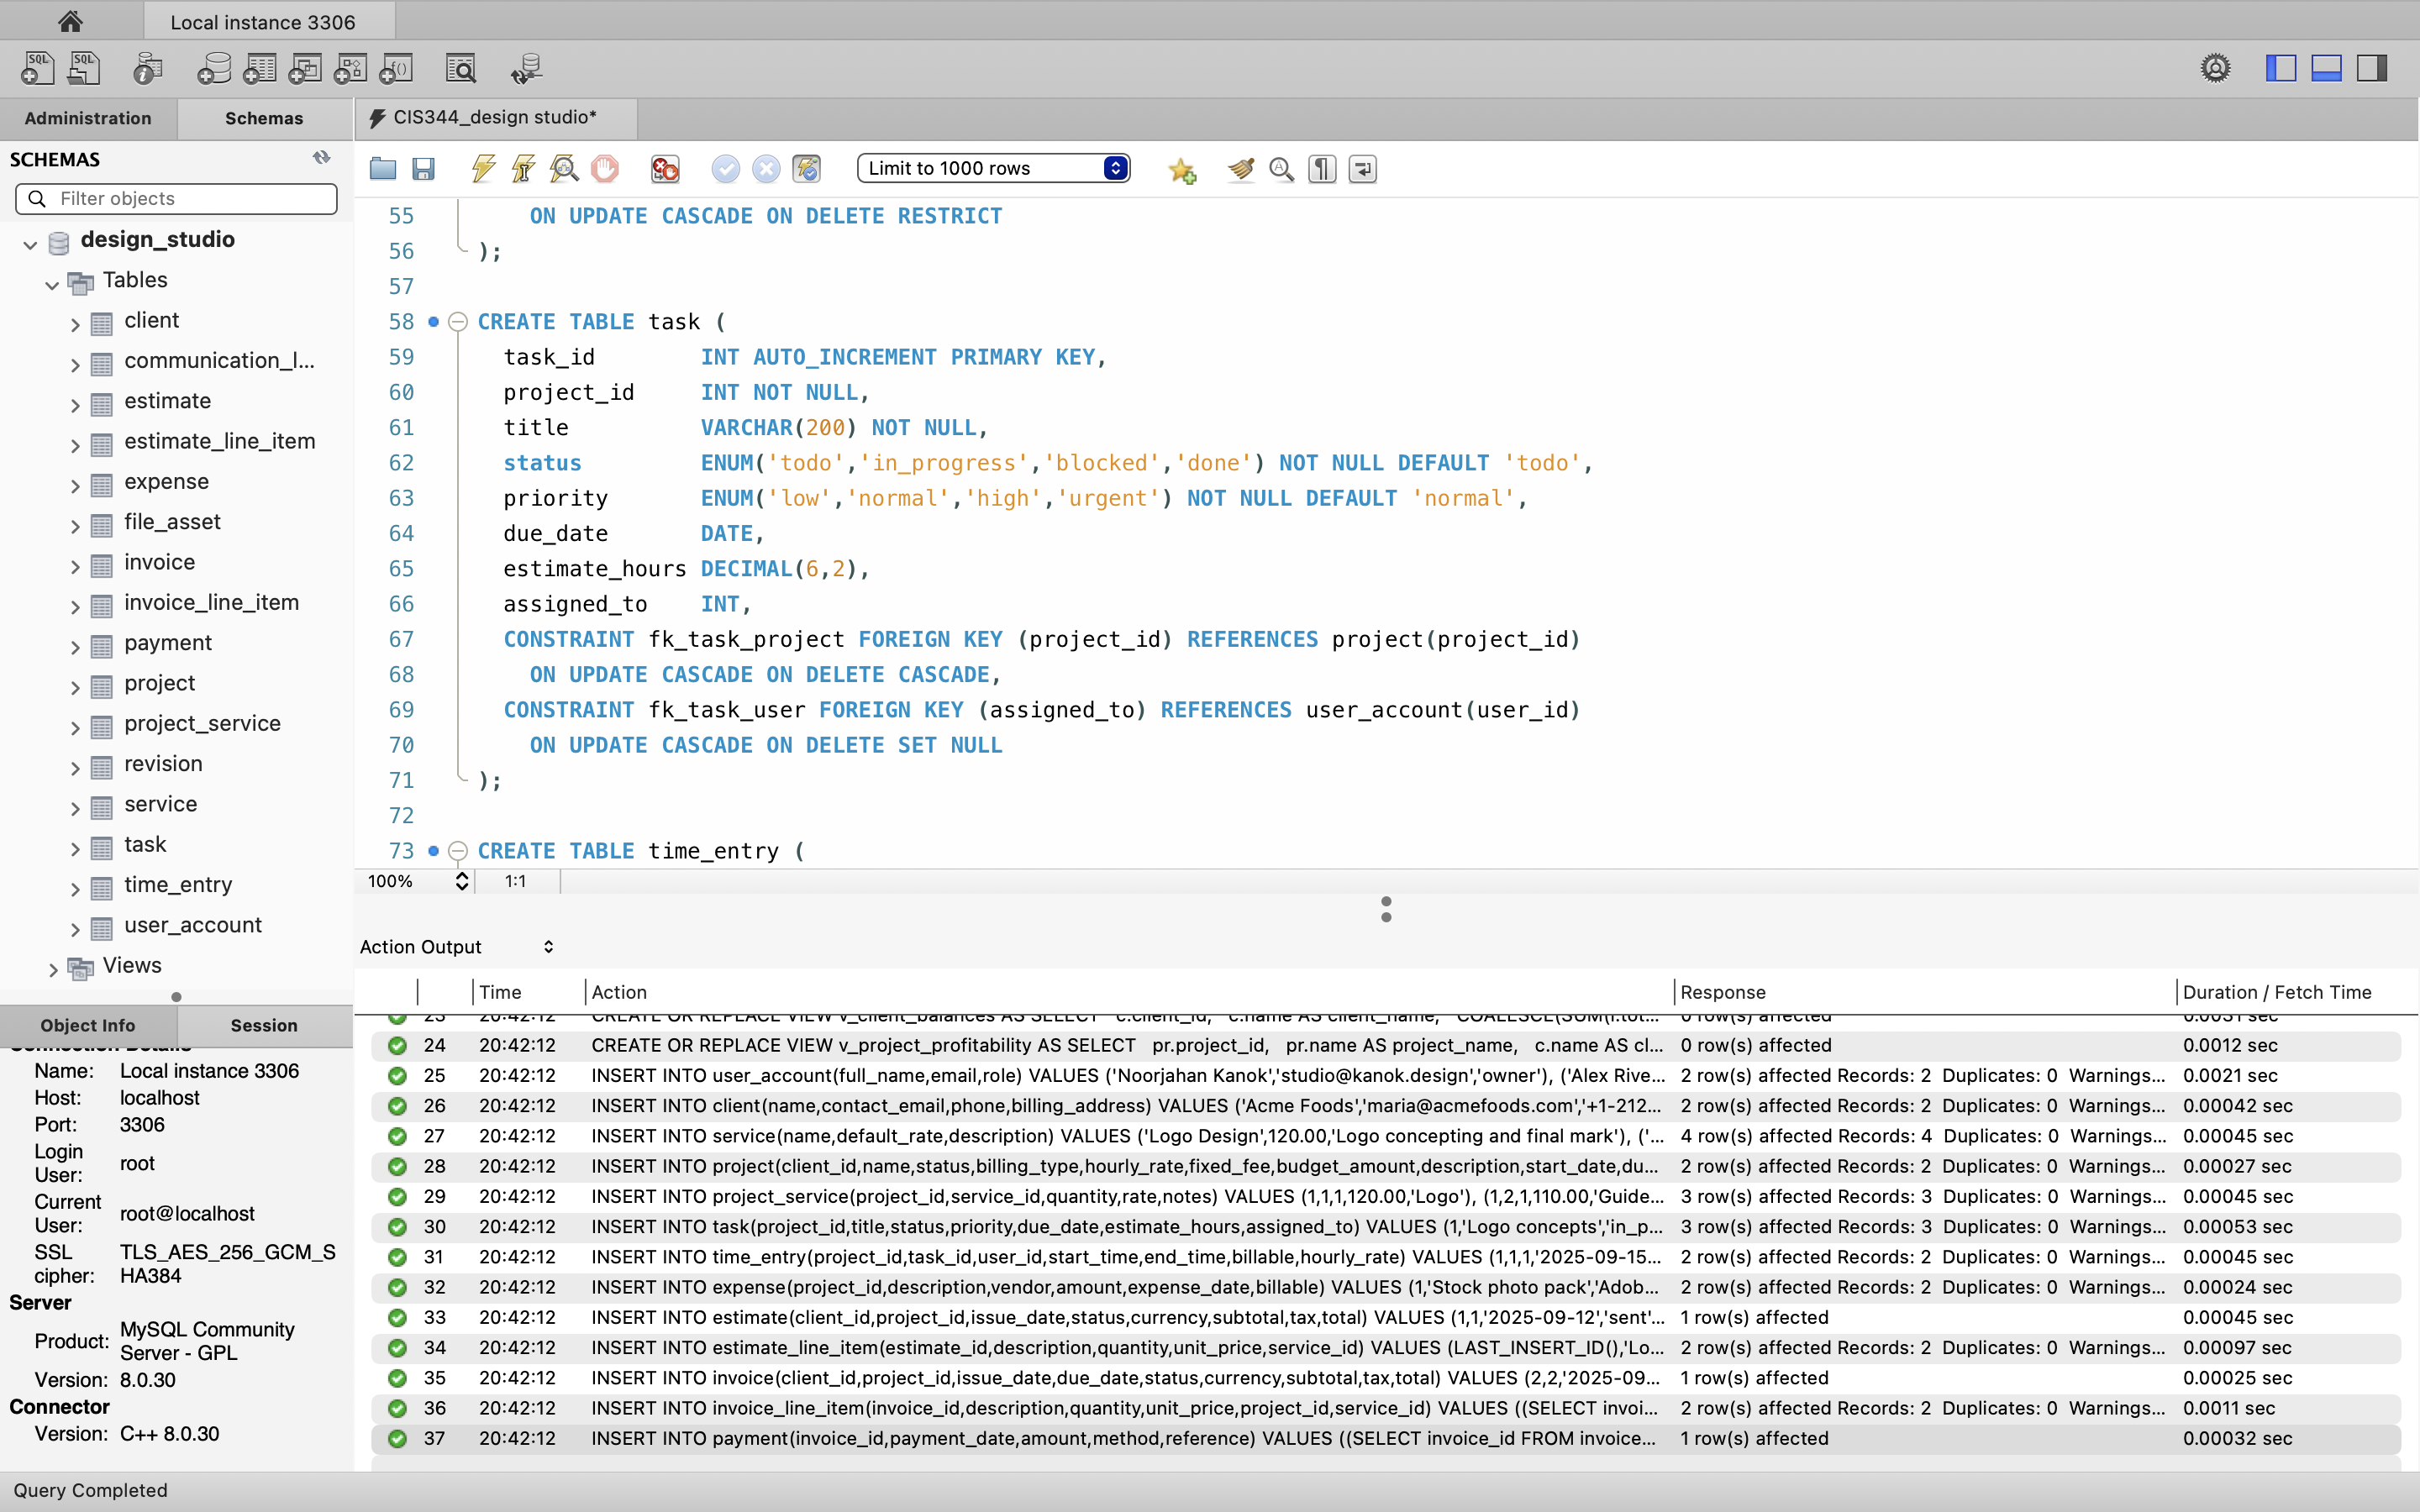 Local instance 3306
Administration
Schemas
CIS344_design studio*
SCHEMAS
Filter objects
Limit to 1000 rows
design_studio
Tables
client
communication_l...
estimate
estimate_line_item
expense
file_asset
invoice
invoice_line_item
payment
project
project_service
revision
service
task
time_entry
user_account
Views
55 ON UPDATE CASCADE ON DELETE RESTRICT
56 );
57
58 CREATE TABLE task (
59 task_id INT AUTO_INCREMENT PRIMARY KEY,
60 project_id INT NOT NULL,
61 title VARCHAR(200) NOT NULL,
62 status ENUM('todo','in_progress','blocked','done') NOT NULL DEFAULT 'todo',
63 priority ENUM('low','normal','high','urgent') NOT NULL DEFAULT 'normal',
64 due_date DATE,
65 estimate_hours DECIMAL(6,2),
66 assigned_to INT,
67 CONSTRAINT fk_task_project FOREIGN KEY (project_id) REFERENCES project(project_id)
68 ON UPDATE CASCADE ON DELETE CASCADE,
69 CONSTRAINT fk_task_user FOREIGN KEY (assigned_to) REFERENCES user_account(user_id)
70 ON UPDATE CASCADE ON DELETE SET NULL
71 );
72
73 CREATE TABLE time_entry (
100% 1:1
Action Output
Time Action Response Duration / Fetch Time
23 20:42:12 CREATE OR REPLACE VIEW v_client_balances AS SELECT c.client_id, c.name AS client_name, COALESCE(SUM(i.tot... 0 row(s) affected 0.0031 sec
24 20:42:12 CREATE OR REPLACE VIEW v_project_profitability AS SELECT pr.project_id, pr.name AS project_name, c.name AS cl... 0 row(s) affected 0.0012 sec
25 20:42:12 INSERT INTO user_account(full_name,email,role) VALUES ('Noorjahan Kanok','studio@kanok.design','owner'), ('Alex Rive... 2 row(s) affected Records: 2 Duplicates: 0 Warnings... 0.0021 sec
26 20:42:12 INSERT INTO client(name,contact_email,phone,billing_address) VALUES ('Acme Foods','maria@acmefoods.com','+1-212... 2 row(s) affected Records: 2 Duplicates: 0 Warnings... 0.00042 sec
27 20:42:12 INSERT INTO service(name,default_rate,description) VALUES ('Logo Design',120.00,'Logo concepting and final mark'), ('... 4 row(s) affected Records: 4 Duplicates: 0 Warnings... 0.00045 sec
28 20:42:12 INSERT INTO project(client_id,name,status,billing_type,hourly_rate,fixed_fee,budget_amount,description,start_date,du... 2 row(s) affected Records: 2 Duplicates: 0 Warnings... 0.00027 sec
29 20:42:12 INSERT INTO project_service(project_id,service_id,quantity,rate,notes) VALUES (1,1,1,120.00,'Logo'), (1,2,1,110.00,'Guide... 3 row(s) affected Records: 3 Duplicates: 0 Warnings... 0.00045 sec
30 20:42:12 INSERT INTO task(project_id,title,status,priority,due_date,estimate_hours,assigned_to) VALUES (1,'Logo concepts','in_p... 3 row(s) affected Records: 3 Duplicates: 0 Warnings... 0.00053 sec
31 20:42:12 INSERT INTO time_entry(project_id,task_id,user_id,start_time,end_time,billable,hourly_rate) VALUES (1,1,1,'2025-09-15... 2 row(s) affected Records: 2 Duplicates: 0 Warnings... 0.00045 sec
32 20:42:12 INSERT INTO expense(project_id,description,vendor,amount,expense_date,billable) VALUES (1,'Stock photo pack','Adob... 2 row(s) affected Records: 2 Duplicates: 0 Warnings... 0.00024 sec
33 20:42:12 INSERT INTO estimate(client_id,project_id,issue_date,status,currency,subtotal,tax,total) VALUES (1,1,'2025-09-12','sent'... 1 row(s) affected 0.00045 sec
34 20:42:12 INSERT INTO estimate_line_item(estimate_id,description,quantity,unit_price,service_id) VALUES (LAST_INSERT_ID(),'Lo... 2 row(s) affected Records: 2 Duplicates: 0 Warnings... 0.00097 sec
35 20:42:12 INSERT INTO invoice(client_id,project_id,issue_date,due_date,status,currency,subtotal,tax,total) VALUES (2,2,'2025-09... 1 row(s) affected 0.00025 sec
36 20:42:12 INSERT INTO invoice_line_item(invoice_id,description,quantity,unit_price,project_id,service_id) VALUES ((SELECT invoi... 2 row(s) affected Records: 2 Duplicates: 0 Warnings... 0.0011 sec
37 20:42:12 INSERT INTO payment(invoice_id,payment_date,amount,method,reference) VALUES ((SELECT invoice_id FROM invoice... 1 row(s) affected 0.00032 sec
Object Info
Session
Connection Details
Name: Local instance 3306
Host: localhost
Port: 3306
Login User: root
Current User: root@localhost
SSL cipher: TLS_AES_256_GCM_SHA384
Server
Product: MySQL Community Server - GPL
Version: 8.0.30
Connector
Version: C++ 8.0.30
Query Completed